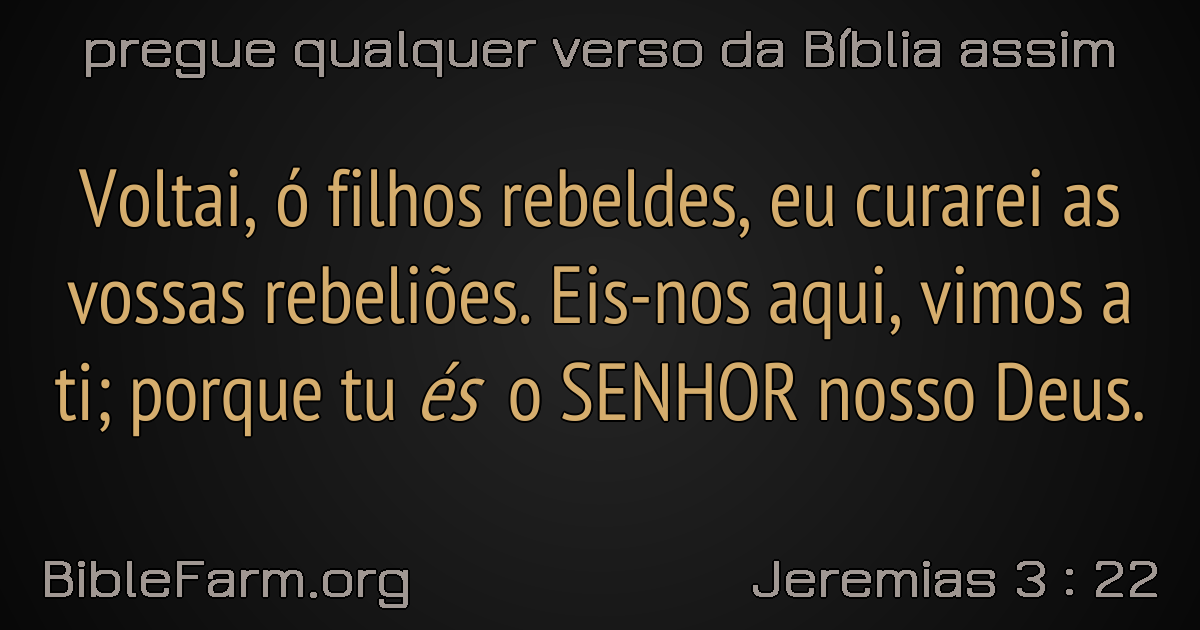 pregue qualquer verso da Bíblia assim
Voltai, ó filhos rebeldes, eu curarei as
vossas rebeliões. Eis-nos aqui, vimos a
ti; porque tu és o SENHOR nosso Deus.
BibleFarm.org
Jeremias 3 : 22